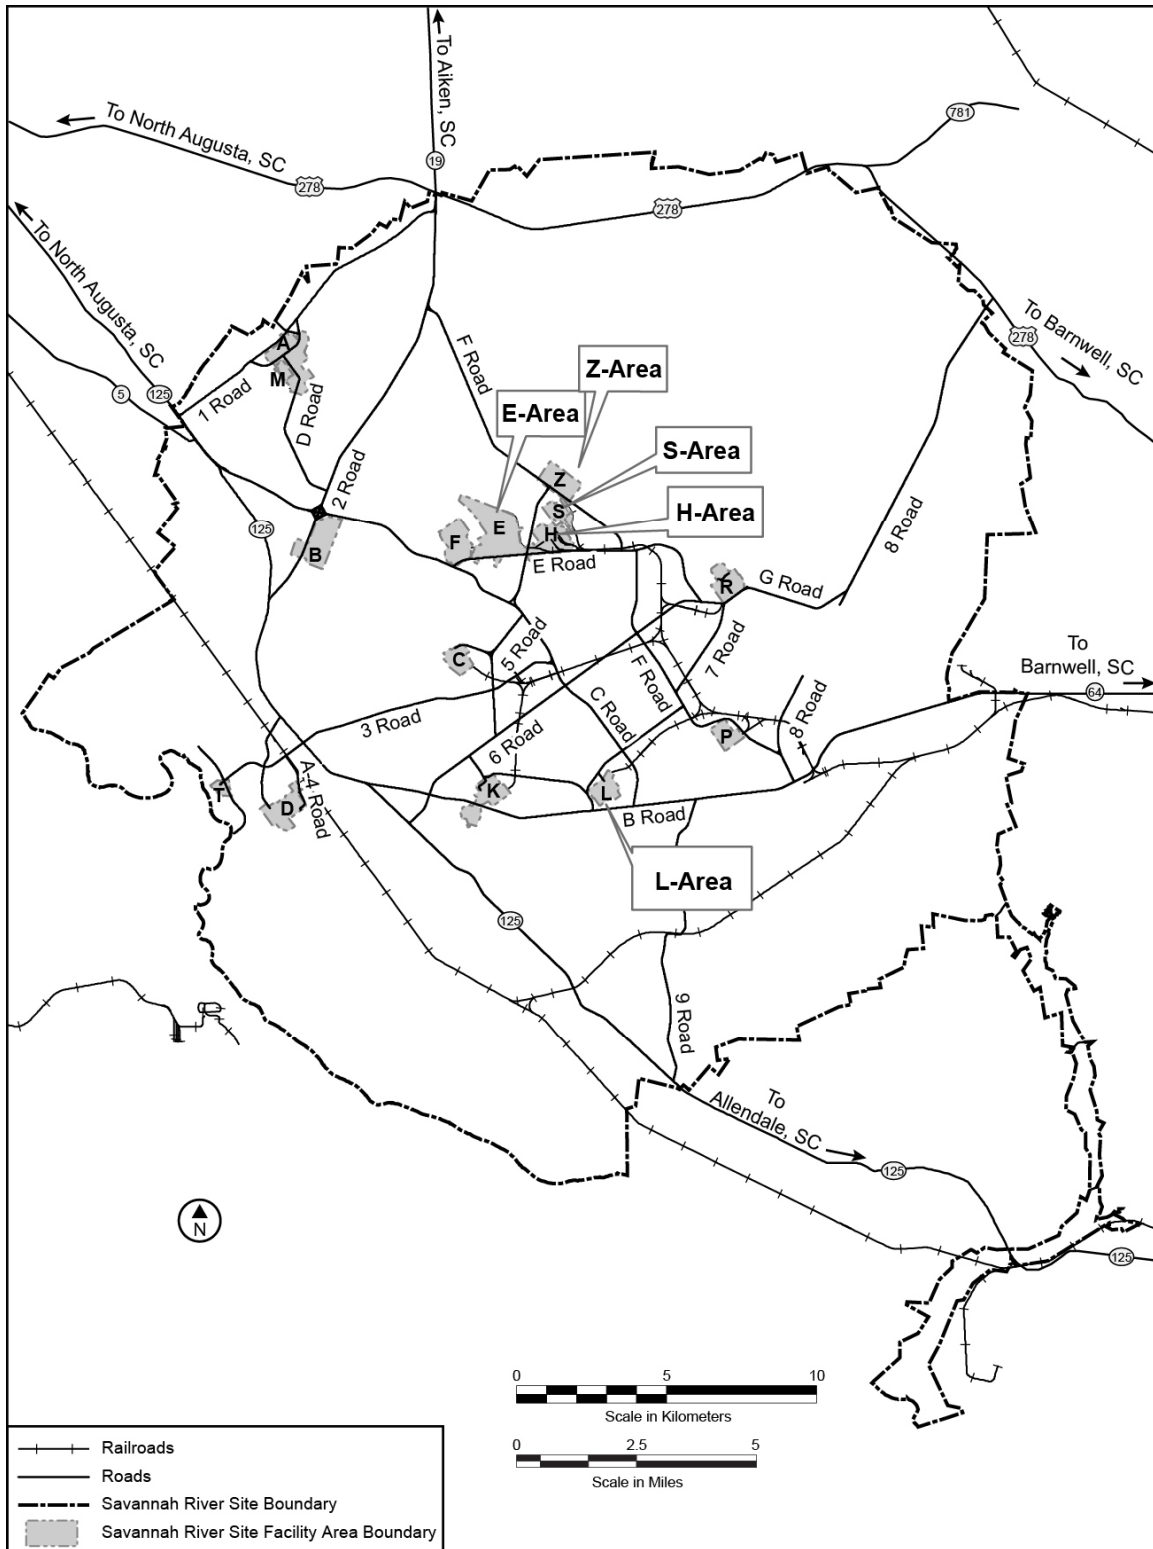 To Aiken, SC
To North Augusta, SC
781
19
278
278
To North Augusta, SC
To Barnwell, SC
278
A
M
F Road
5
125
1 Road
D Road
Z-Area
E-Area
S-Area
H-Area
2 Road
Z
S
E
H
F
B
125
E Road
8 Road
R
G Road
C
5 Road
7 Road
F Road
To
Barnwell, SC
64
3 Road
C Road
8 Road
6 Road
P
T
D
A-4 Road
K
L
B Road
L-Area
125
9 Road
To
Allendale, SC
125
N
125
0 5 10
Scale in Kilometers
0 2.5 5
Scale in Miles
Railroads
Roads
Savannah River Site Boundary
Savannah River Site Facility Area Boundary